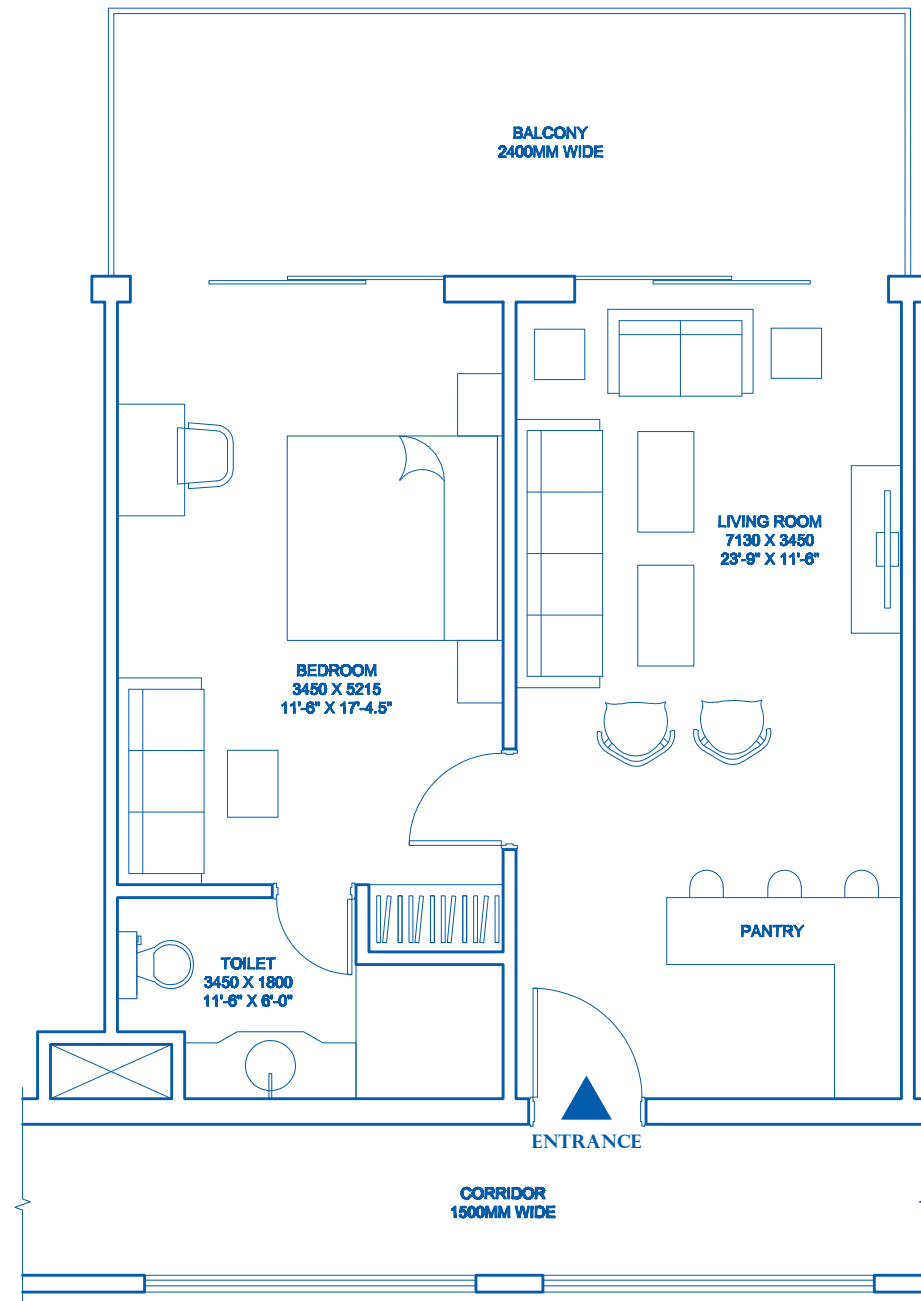 BALCONY
2400MM WIDE
LIVING ROOM
7130 X 3450
23'-9" X 11'-6"
BEDROOM
3450 X 5215
11'-6" X 17'-4.5"
PANTRY
TOILET
3450 X 1800
11'-6" X 6'-0"
ENTRANCE
CORRIDOR
1500MM WIDE